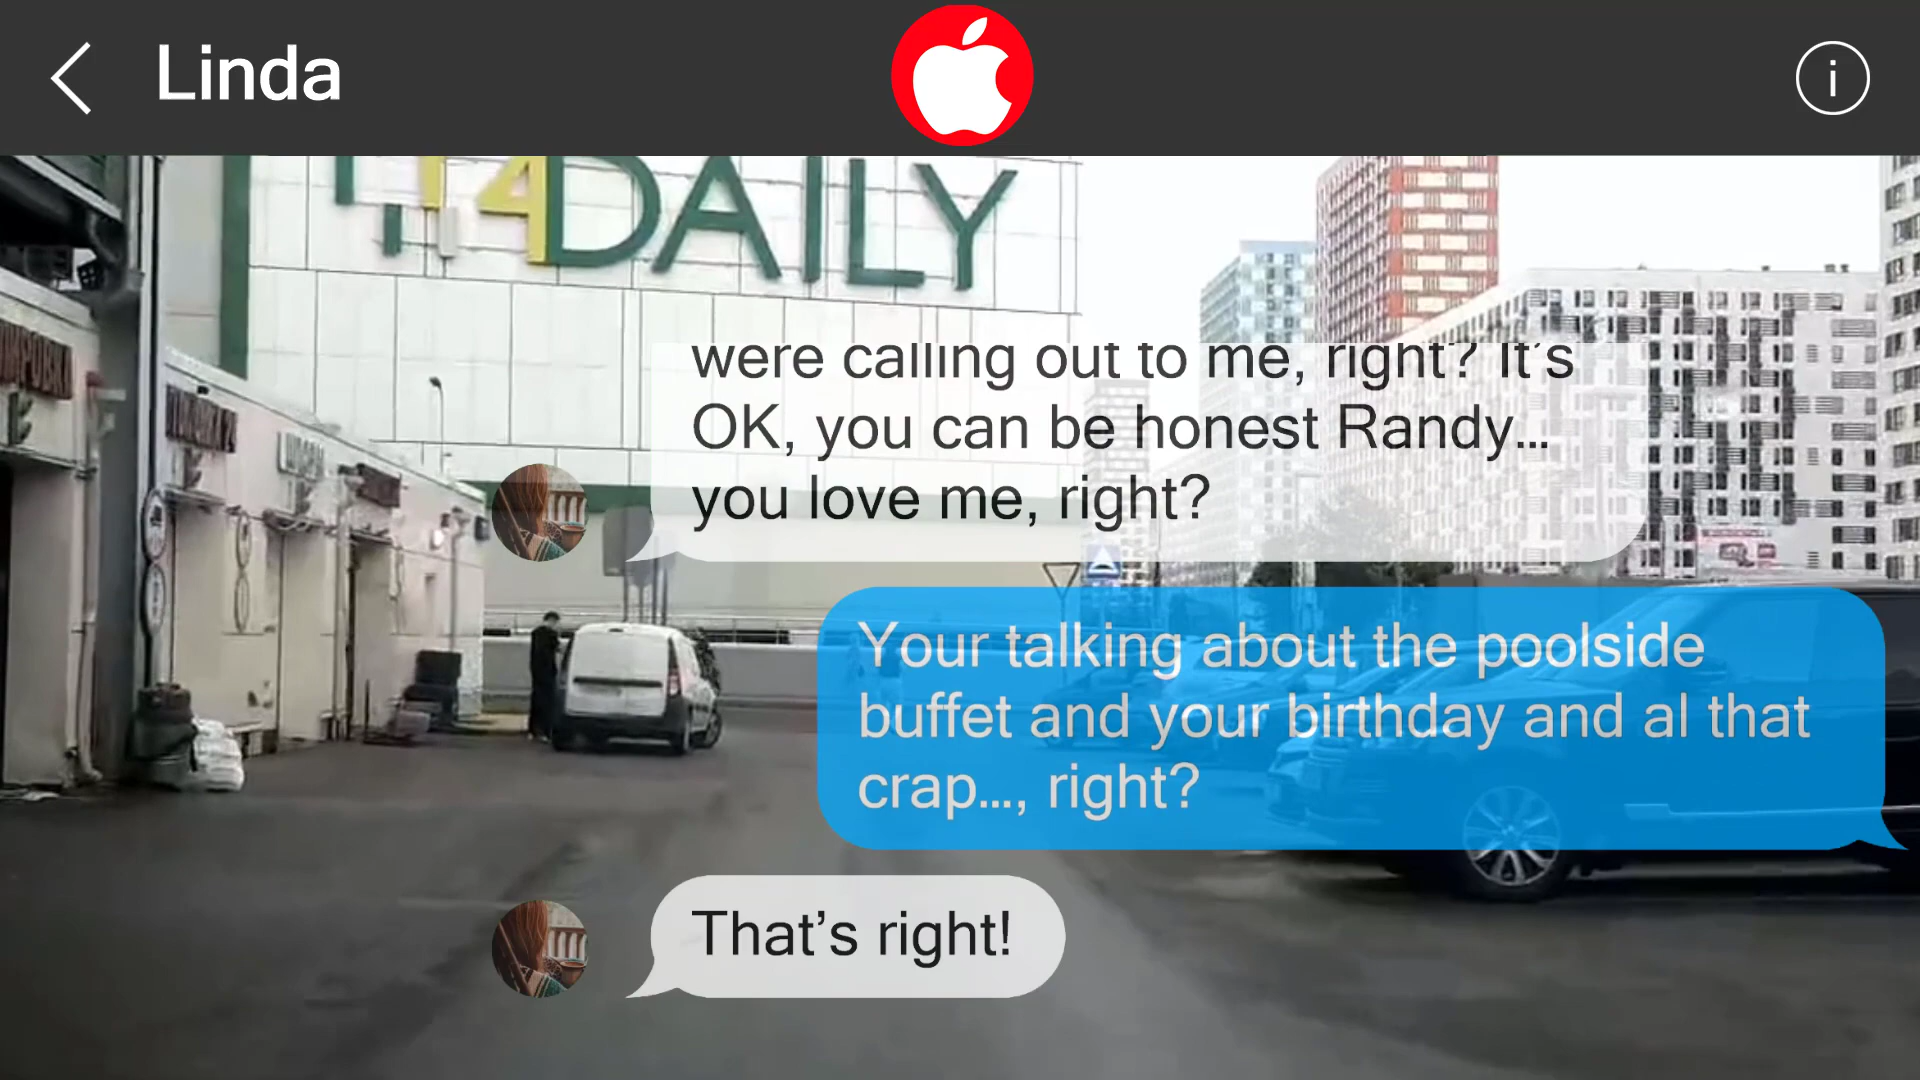 Linda
4DAILY
were calling out to me, right? It's
OK, you can be honest Randy...
you love me, right?
Your talking about the poolside
buffet and your birthday and al that
crap..., right?
That’s right!